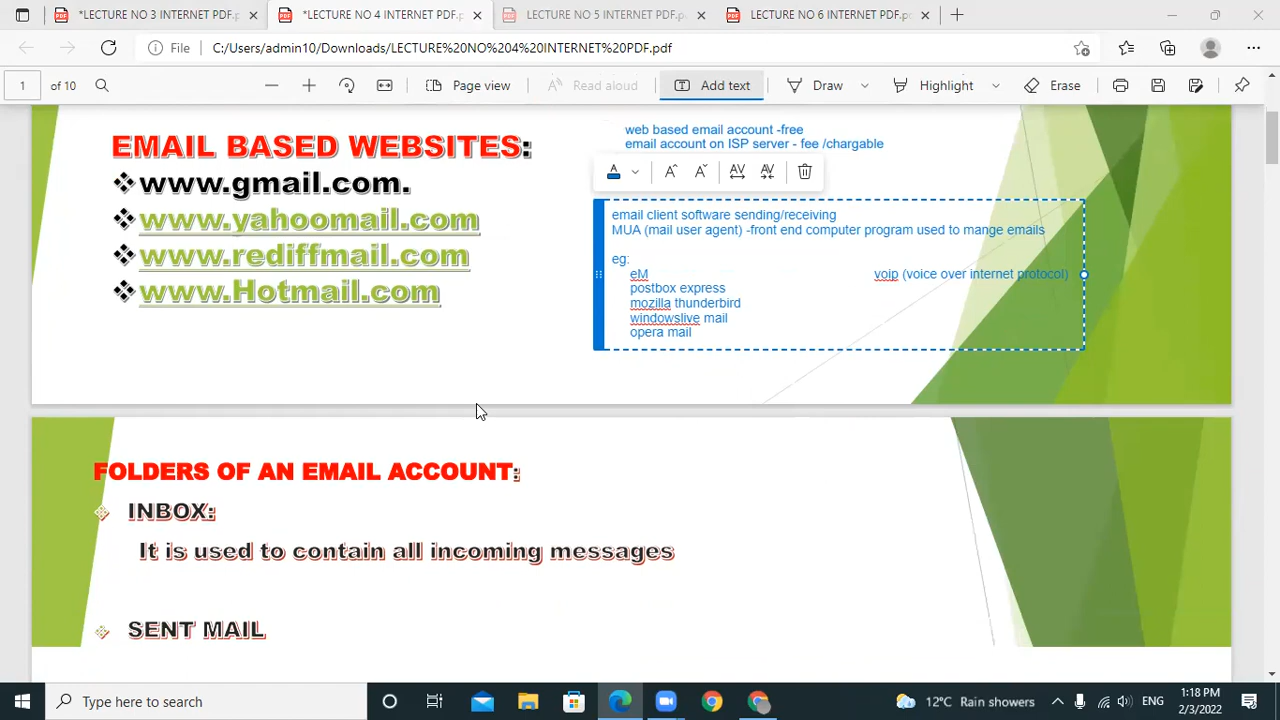 *LECTURE NO 3 INTERNET PDF.pdf
*LECTURE NO 4 INTERNET PDF.pdf
LECTURE NO 5 INTERNET PDF.pdf
LECTURE NO 6 INTERNET PDF.pdf
File
C:/Users/admin10/Downloads/LECTURE%20NO%204%20INTERNET%20PDF.pdf
1 of 10
Page view
Read aloud
Add text
Draw
Highlight
Erase
EMAIL BASED WEBSITES:
www.gmail.com.
www.yahoomail.com
www.rediffmail.com
www.Hotmail.com
web based email account -free
email account on ISP server - fee /chargable
email client software sending/receiving
MUA (mail user agent) -front end computer program used to mange emails
eg:
eM voip (voice over internet protocol)
postbox express
mozilla thunderbird
windowslive mail
opera mail
FOLDERS OF AN EMAIL ACCOUNT:
INBOX:
It is used to contain all incoming messages
SENT MAIL
Type here to search
12°C Rain showers
ENG
1:18 PM
2/3/2022